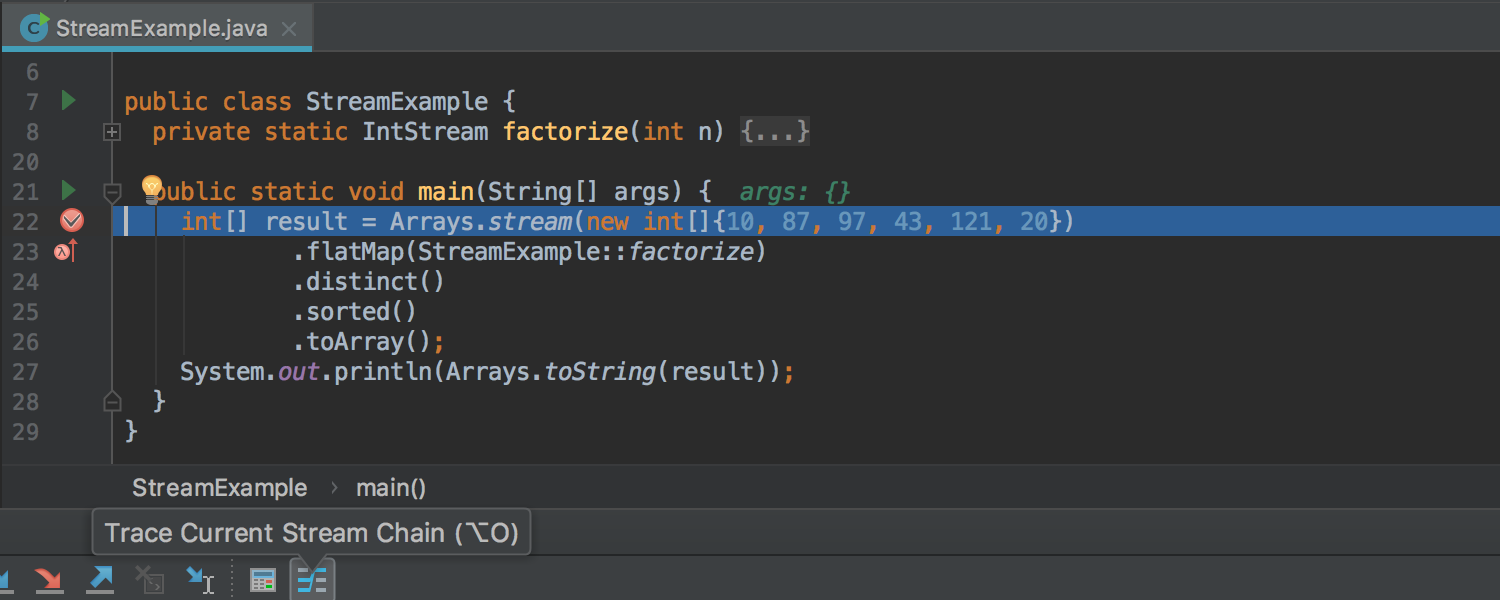 StreamExample.java
6
7 public class StreamExample {
8 private static IntStream factorize(int n) {...}
20
21 public static void main(String[] args) { args: {}
22 int[] result = Arrays.stream(new int[]{10, 87, 97, 43, 121, 20})
23 .flatMap(StreamExample::factorize)
24 .distinct()
25 .sorted()
26 .toArray();
27 System.out.println(Arrays.toString(result));
28 }
29 }
StreamExample › main()
Trace Current Stream Chain (⌥O)